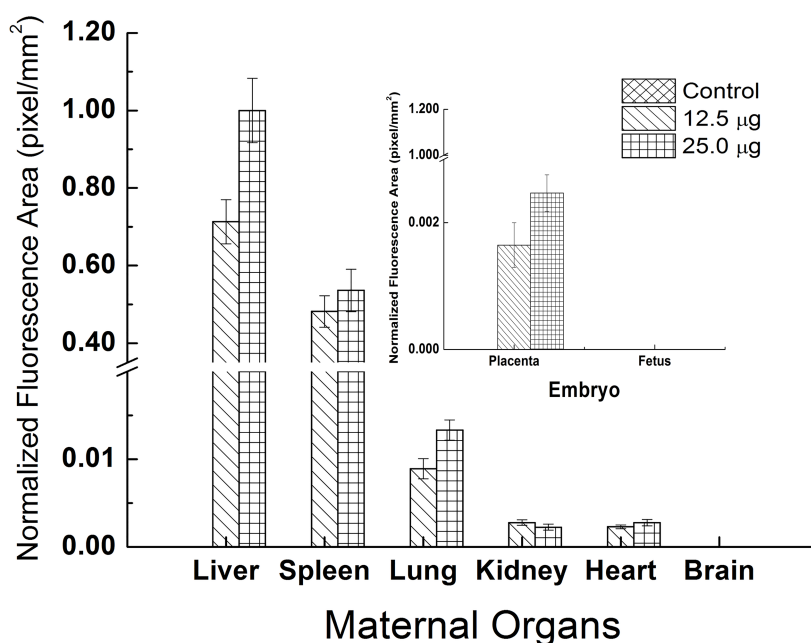 Normalized Fluorescence Area (pixel/mm²)
1.20
1.00
0.80
0.60
0.40
0.01
0.00
Liver Spleen Lung Kidney Heart Brain
Maternal Organs
Control
12.5 μg
25.0 μg
Normalized Fluorescence Area (pixel/mm²)
1.200
1.000
0.002
0.000
Placenta Fetus
Embryo